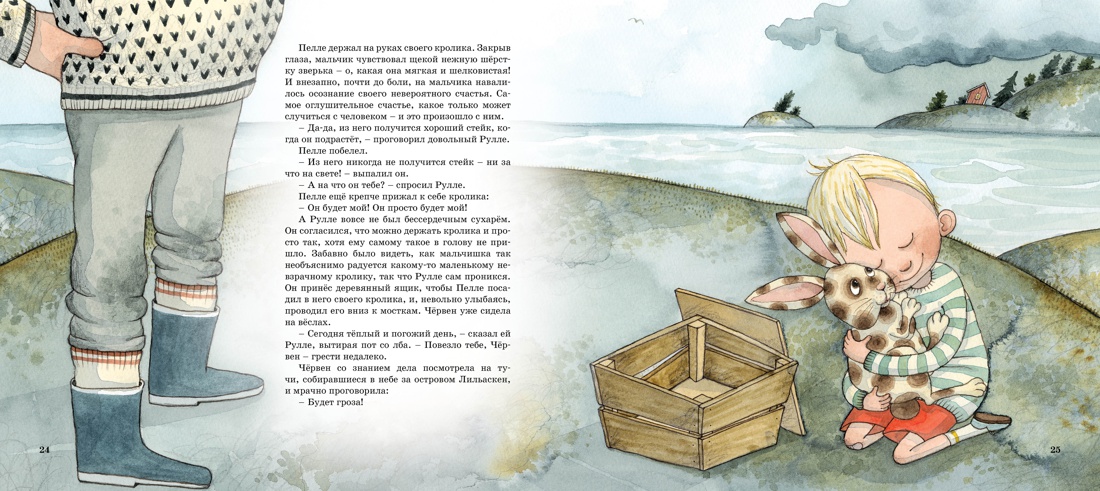 Пелле держал на руках своего кролика. Закрыв
глаза, мальчик чувствовал щекой нежную шёрст-
ку зверька – о, какая она мягкая и шелковистая!
И внезапно, почти до боли, на мальчика навали-
лось осознание своего невероятного счастья. Са-
мое оглушительное счастье, какое только может
случиться с человеком – и это произошло с ним.
– Да-да, из него получится хороший стейк, ко-
гда он подрастёт, – проговорил довольный Рулле.
Пелле побелел.
– Из него никогда не получится стейк – ни за
что на свете! – выпалил он.
– А на что он тебе? – спросил Рулле.
Пелле ещё крепче прижал к себе кролика:
– Он будет мой! Он просто будет мой!
А Рулле вовсе не был бессердечным сухарём.
Он согласился, что можно держать кролика и про-
сто так, хотя ему самому такое в голову не при-
шло. Забавно было видеть, как мальчишка так
необъяснимо радуется какому-то маленькому не-
взрачному кролику, так что Рулле сам проникся.
Он принёс деревянный ящик, чтобы Пелле поса-
дил в него своего кролика, и, невольно улыбаясь,
проводил его вниз к мосткам. Чёрвен уже сидела
на вёслах.
– Сегодня тёплый и погожий день, – сказал ей
Рулле, вытирая пот со лба. – Повезло тебе, Чёр-
вен – грести недалеко.
Чёрвен со знанием дела посмотрела на ту-
чи, собиравшиеся в небе за островом Лильаскен,
и мрачно проговорила:
– Будет гроза!
24
25